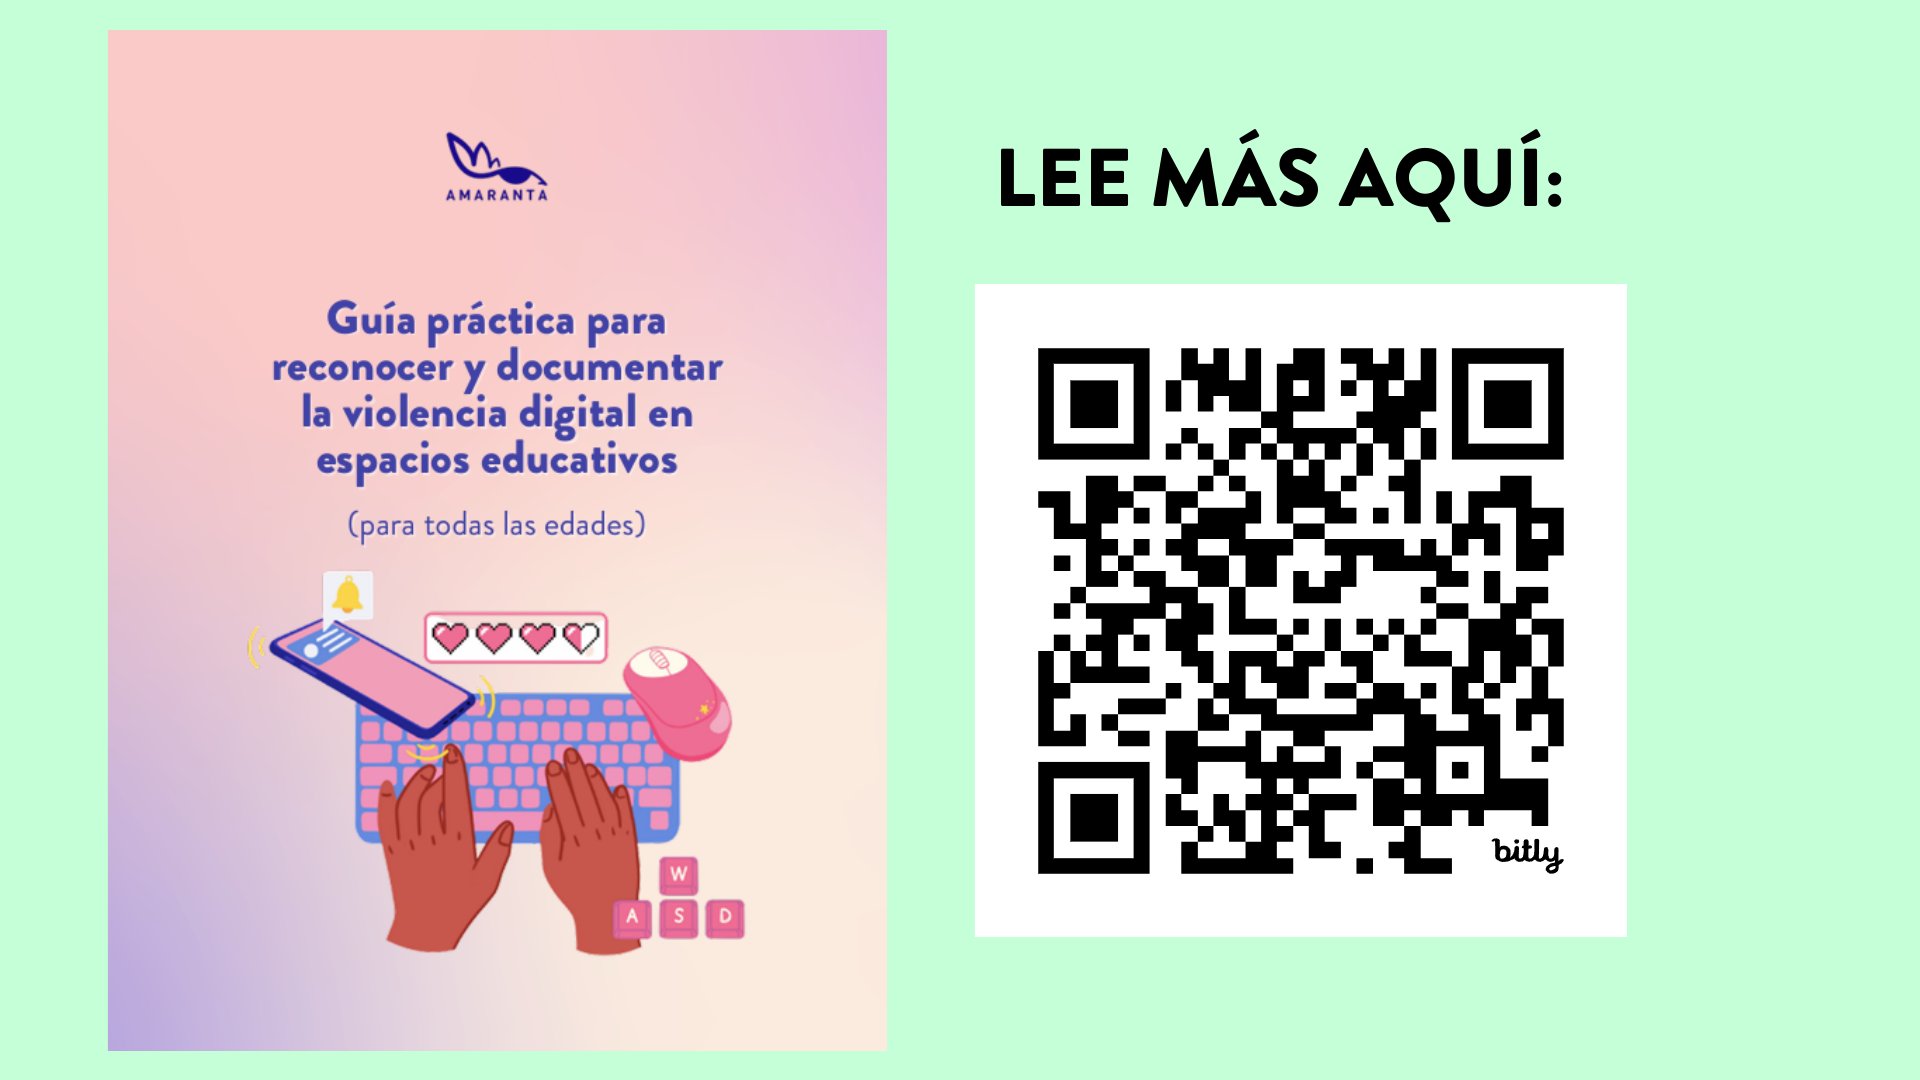 AMARANTA
Guía práctica para
reconocer y documentar
la violencia digital en
espacios educativos
(para todas las edades)
W
A S D
LEE MÁS AQUÍ:
bitly